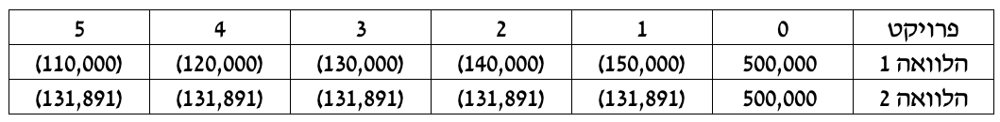 פרויקט 0 1 2 3 4 5
הלוואה 1 500,000 (150,000) (140,000) (130,000) (120,000) (110,000)
הלוואה 2 500,000 (131,891) (131,891) (131,891) (131,891) (131,891)